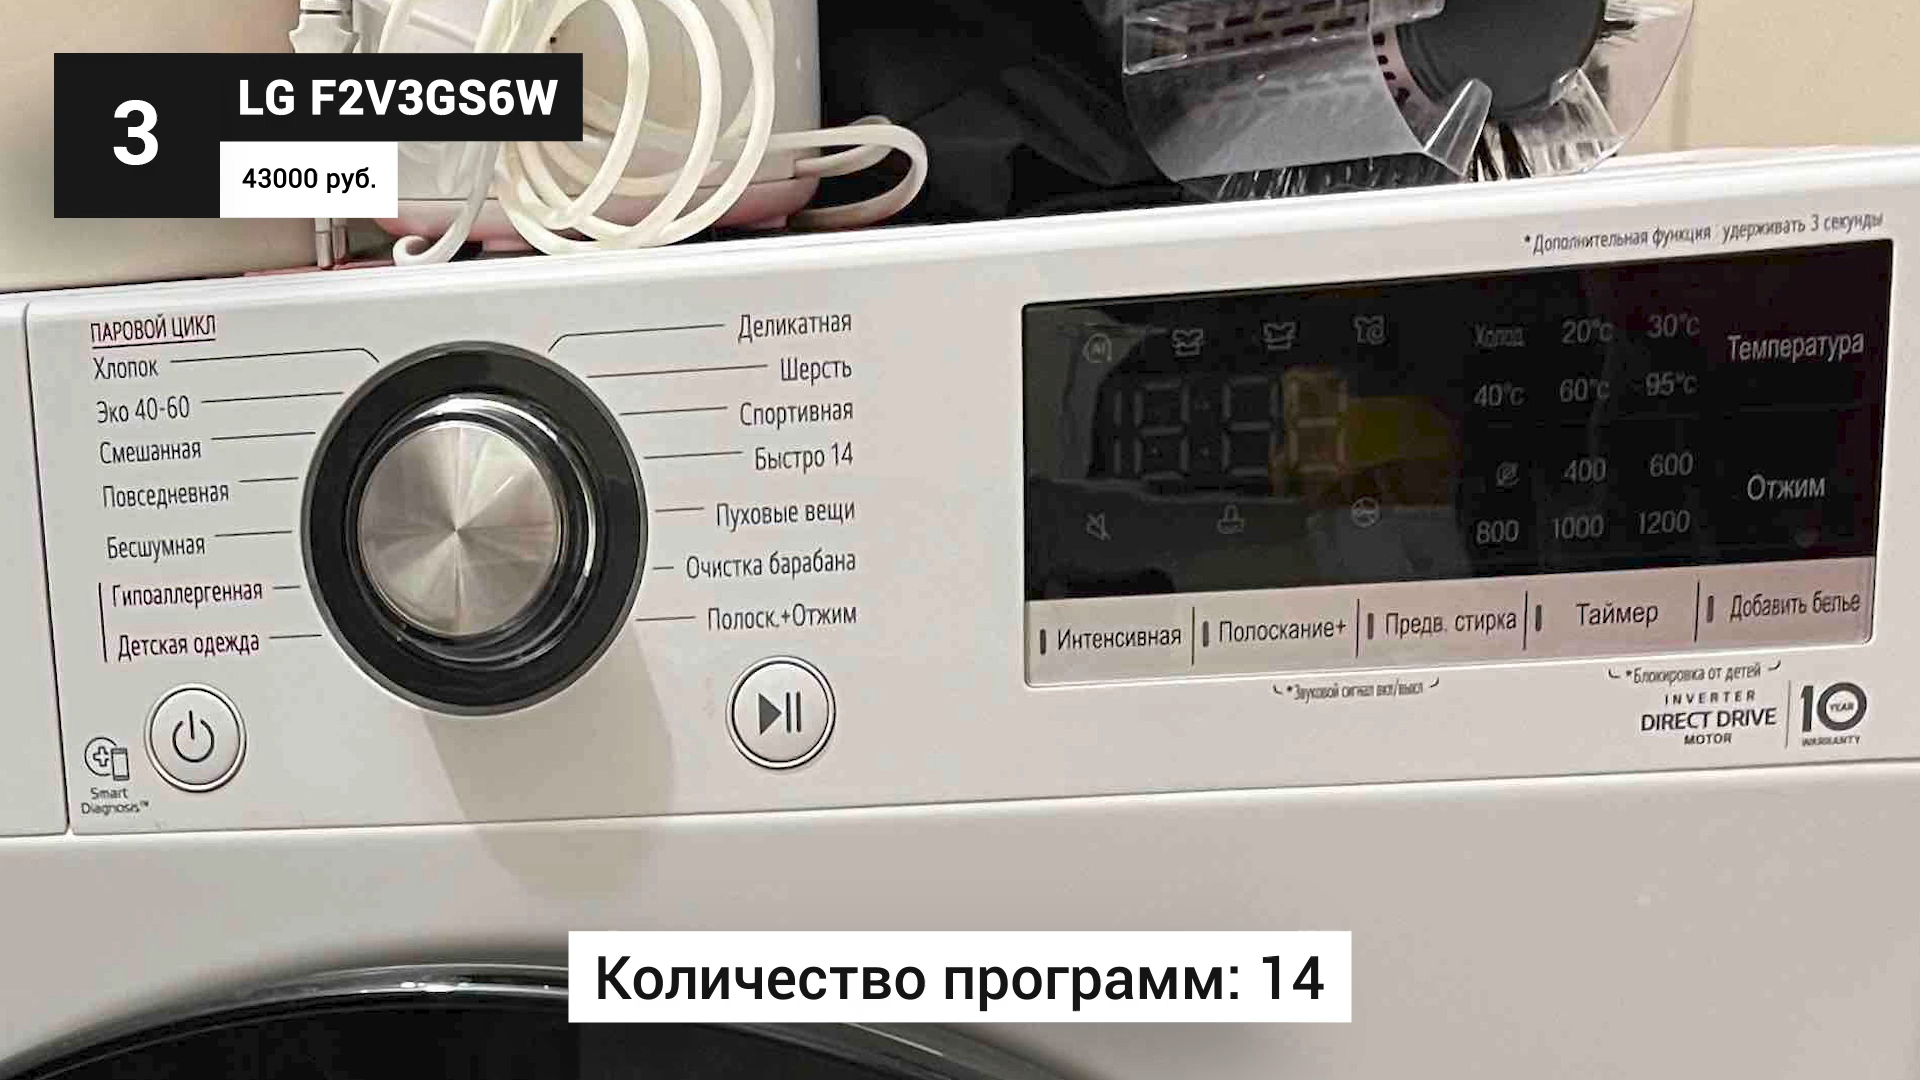 3
LG F2V3GS6W
43000 руб.
*Дополнительная функция : удерживать 3 секунды
ПАРОВОЙ ЦИКЛ
Хлопок
Эко 40-60
Смешанная
Повседневная
Бесшумная
Гипоаллергенная
Детская одежда
Деликатная
Шерсть
Спортивная
Быстро 14
Пуховые вещи
Очистка барабана
Полоск.+Отжим
AI
Холод 20°c 30°c
40°c 60°c 95°c
Температура
400 600
800 1000 1200
Отжим
Интенсивная
Полоскание+
Предв. стирка
Таймер
Добавить белье
*Звуковой сигнал вкл/выкл
*Блокировка от детей
INVERTER
DIRECT DRIVE
MOTOR
10 YEAR
WARRANTY
Smart
Diagnosis™
Количество программ: 14